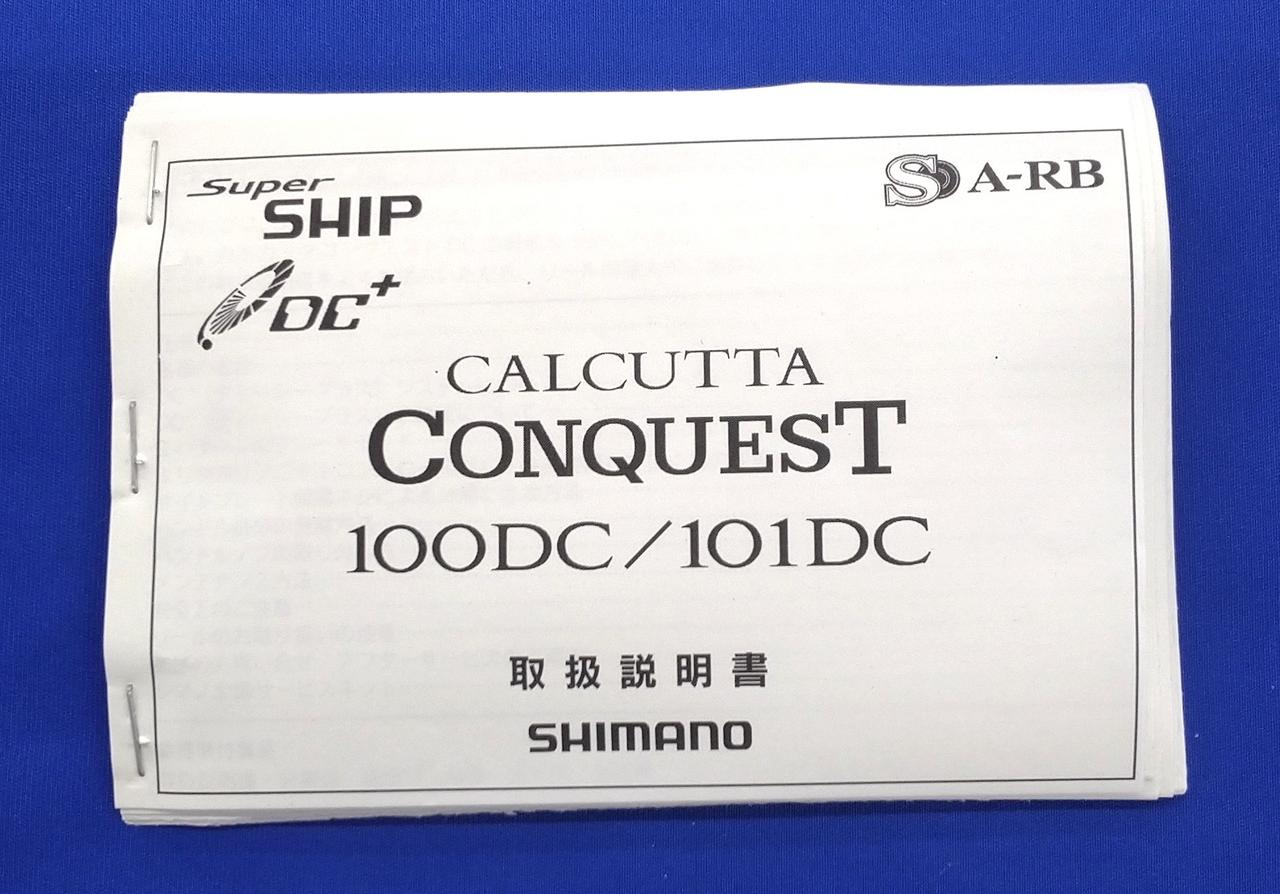 Super
SHIP
DC+
S A-RB
CALCUTTA
CONQUEST
100DC/101DC
取扱説明書
SHIMANO